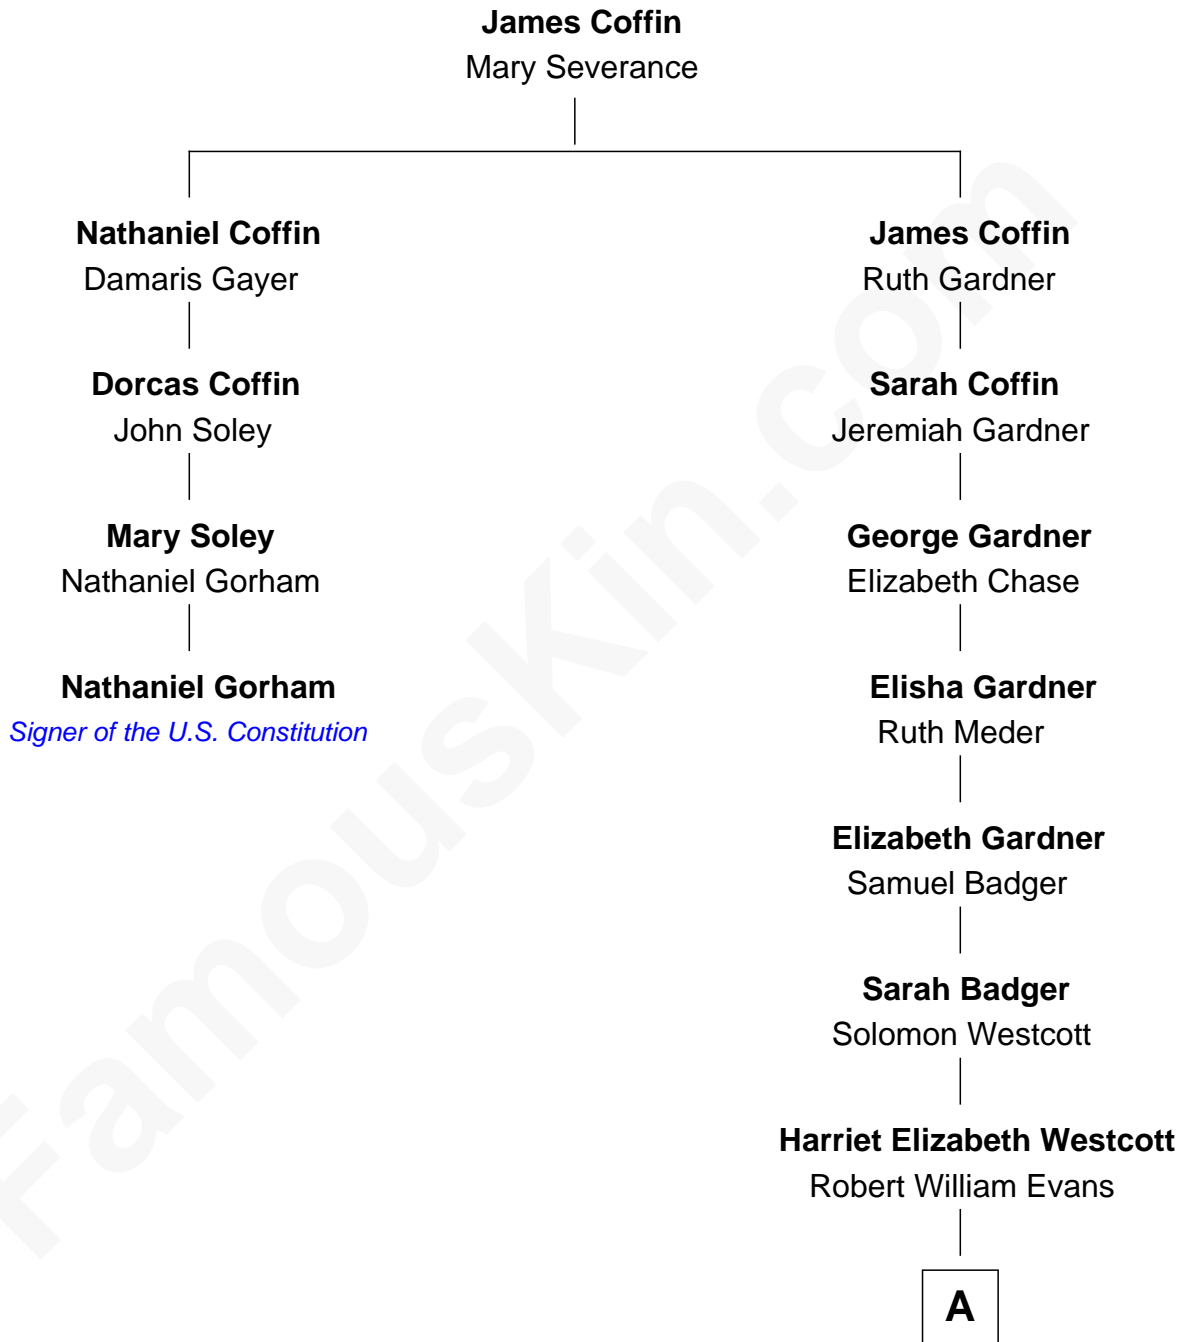 James Coffin
Mary Severance
Nathaniel Coffin
Damaris Gayer
James Coffin
Ruth Gardner
Dorcas Coffin
John Soley
Sarah Coffin
Jeremiah Gardner
Mary Soley
Nathaniel Gorham
George Gardner
Elizabeth Chase
Nathaniel Gorham
Signer of the U.S. Constitution
Elisha Gardner
Ruth Meder
Elizabeth Gardner
Samuel Badger
Sarah Badger
Solomon Westcott
Harriet Elizabeth Westcott
Robert William Evans
A
FamousKin.com